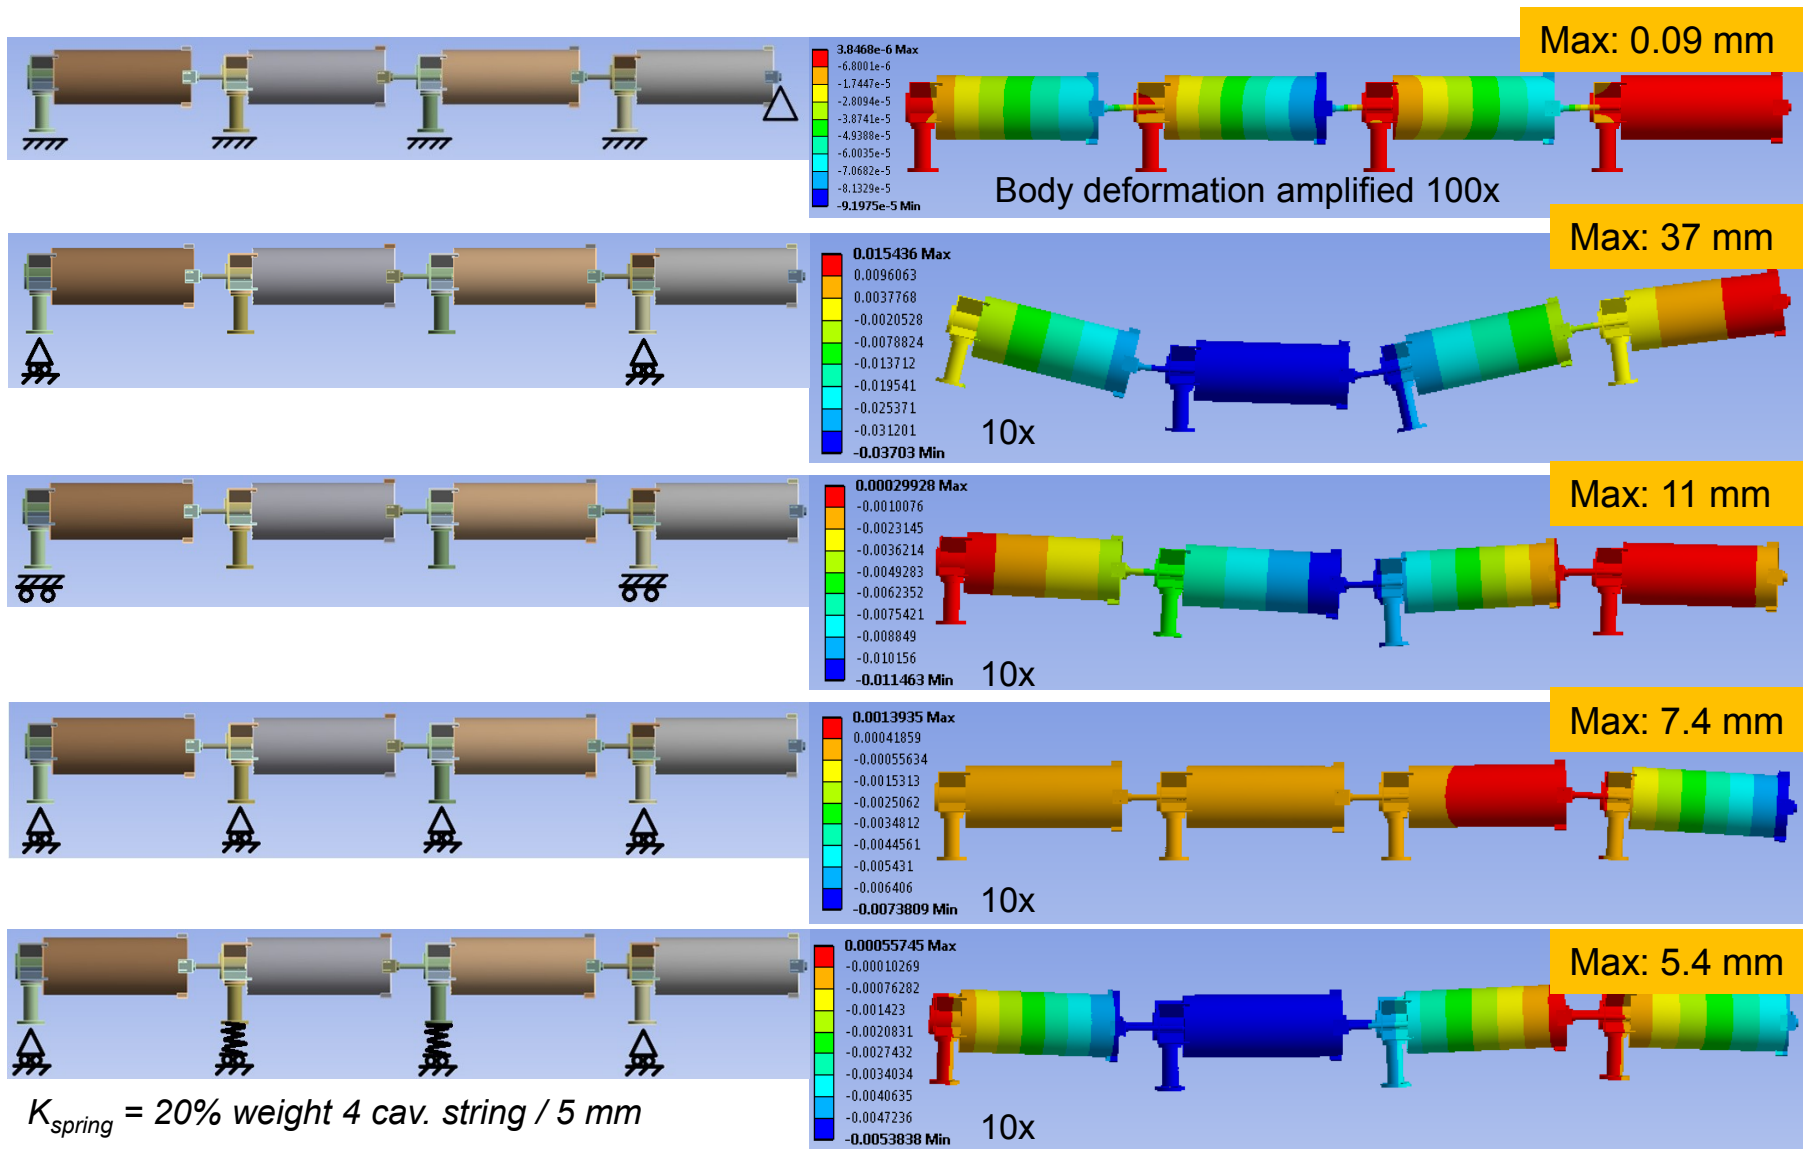 Max: 0.09 mm
3.8468e-6 Max
-6.8001e-6
-1.7447e-5
-2.8094e-5
-3.8741e-5
-4.9388e-5
-6.0035e-5
-7.0682e-5
-8.1329e-5
-9.1975e-5 Min
Body deformation amplified 100x
Max: 37 mm
0.015436 Max
0.0096063
0.0037768
-0.0020528
-0.0078824
-0.013712
-0.019541
-0.025371
-0.031201
-0.03703 Min
10x
Max: 11 mm
0.00029928 Max
-0.0010076
-0.0023145
-0.0036214
-0.0049283
-0.0062352
-0.0075421
-0.008849
-0.010156
-0.011463 Min
10x
Max: 7.4 mm
0.0013935 Max
0.00041859
-0.00055634
-0.0015313
-0.0025062
-0.0034812
-0.0044561
-0.005431
-0.006406
-0.0073809 Min
10x
Max: 5.4 mm
0.00055745 Max
-0.00010269
-0.00076282
-0.001423
-0.0020831
-0.0027432
-0.0034034
-0.0040635
-0.0047236
-0.0053838 Min
10x
Kspring = 20% weight 4 cav. string / 5 mm